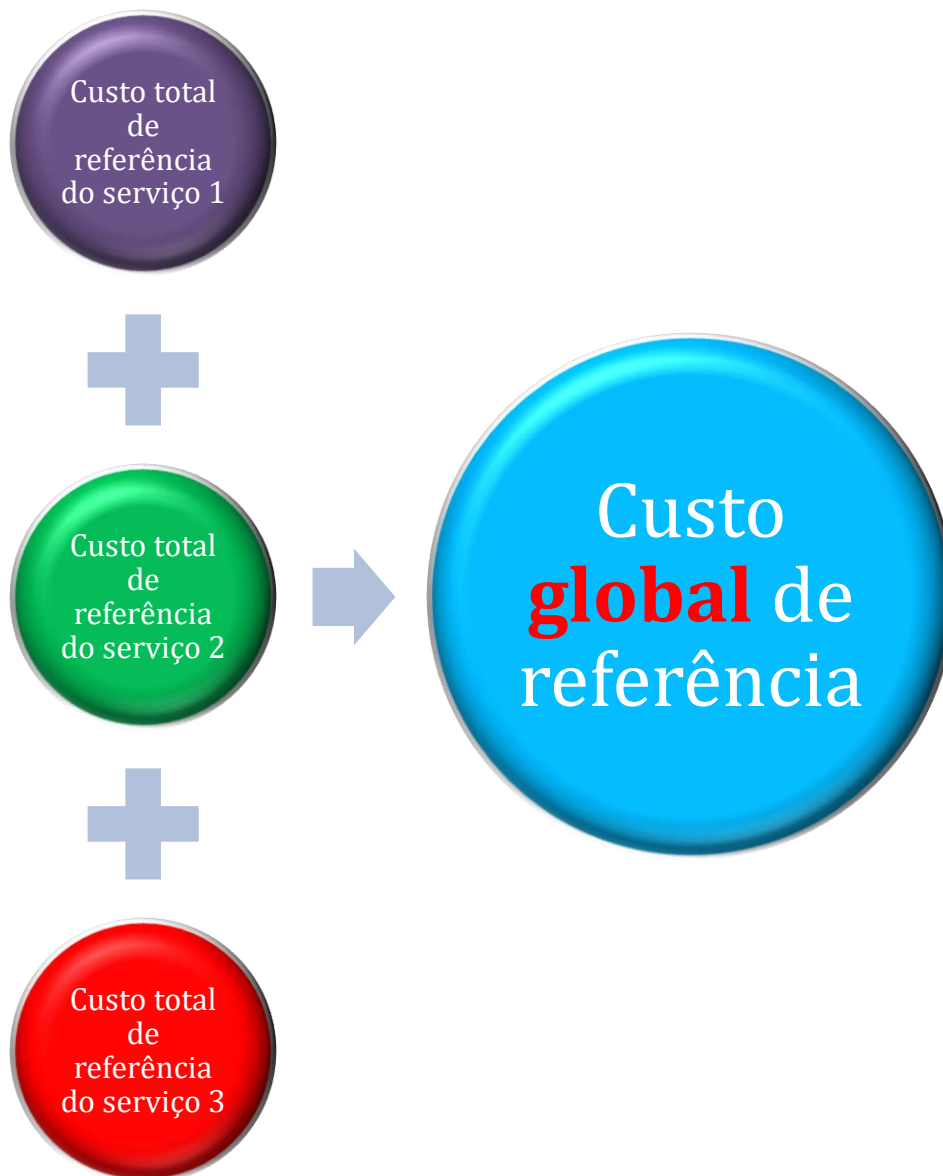 Custo total
de
referência
do serviço 1
Custo total
de
referência
do serviço 2
Custo total
de
referência
do serviço 3
Custo
global de
referência